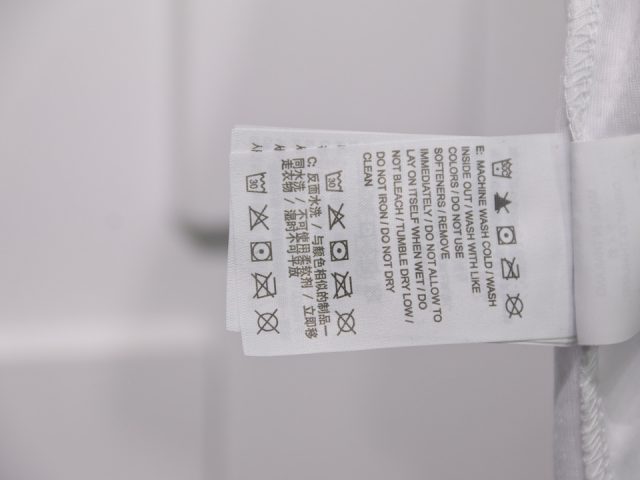 E: MACHINE WASH COLD / WASH
INSIDE OUT / WASH WITH LIKE
COLORS / DO NOT USE
SOFTENERS / REMOVE
IMMEDIATELY / DO NOT ALLOW TO
LAY ON ITSELF WHEN WET / DO
NOT BLEACH / TUMBLE DRY LOW /
DO NOT IRON / DO NOT DRY
CLEAN
30
C: 反面水洗 / 与颜色相似的制品一
同水洗 / 不可使用柔软剂 / 立即移
走衣物 / 湿时不可平放
30